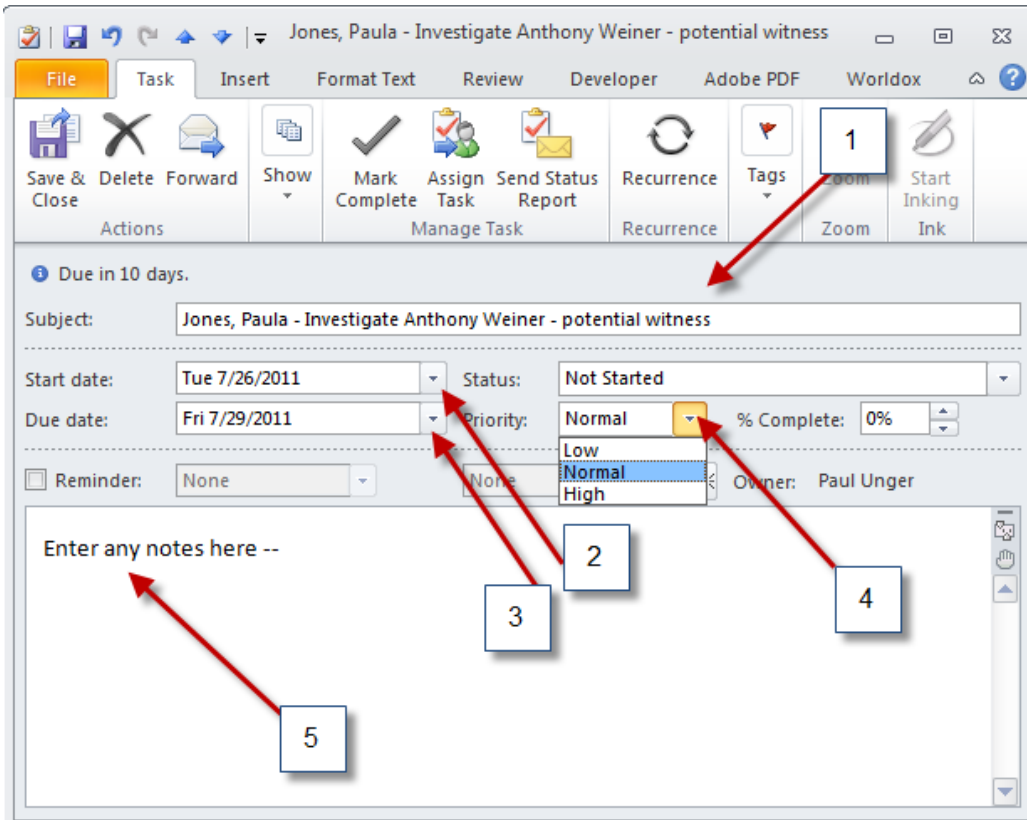 Jones, Paula - Investigate Anthony Weiner - potential witness
File Task Insert Format Text Review Developer Adobe PDF Worldox
1
Save & Close Delete Forward Show Mark Complete Assign Task Send Status Report Recurrence Tags Zoom Start Inking
Actions Manage Task Recurrence Zoom Ink
Due in 10 days.
Subject: Jones, Paula - Investigate Anthony Weiner - potential witness
Start date: Tue 7/26/2011 Status: Not Started
Due date: Fri 7/29/2011 Priority: Normal % Complete: 0%
Low
Normal
High
Reminder: None None Owner: Paul Unger
Enter any notes here --
2
3
4
5